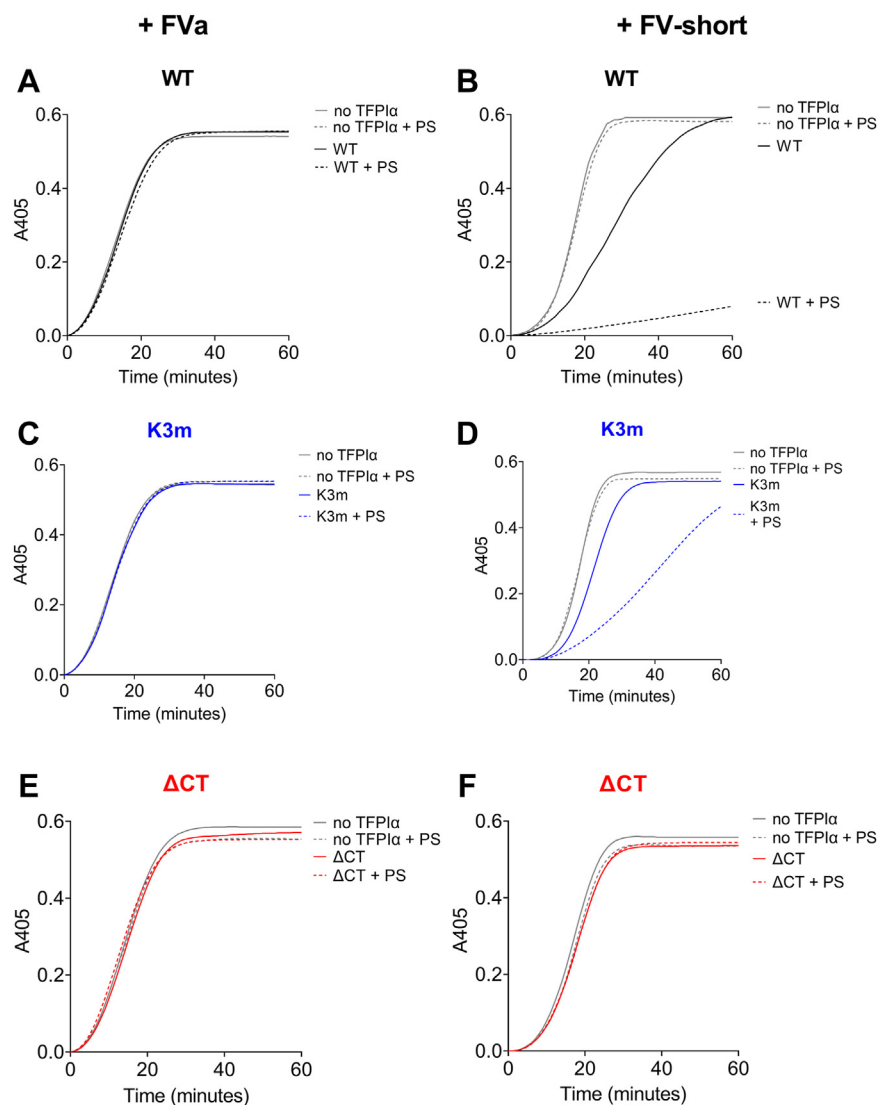 + FVa
+ FV-short
A
WT
0.6
0.4
0.2
0.0
A405
0
20
40
60
Time (minutes)
no TFPIα
no TFPIα + PS
WT
WT + PS
B
WT
0.6
0.4
0.2
0.0
A405
0
20
40
60
Time (minutes)
no TFPIα
no TFPIα + PS
WT
WT + PS
C
K3m
0.6
0.4
0.2
0.0
A405
0
20
40
60
Time (minutes)
no TFPIα
no TFPIα + PS
K3m
K3m + PS
D
K3m
0.6
0.4
0.2
0.0
A405
0
20
40
60
Time (minutes)
no TFPIα
no TFPIα + PS
K3m
K3m
+ PS
E
ΔCT
0.6
0.4
0.2
0.0
A405
0
20
40
60
Time (minutes)
no TFPIα
no TFPIα + PS
ΔCT
ΔCT + PS
F
ΔCT
0.6
0.4
0.2
0.0
A405
0
20
40
60
Time (minutes)
no TFPIα
no TFPIα + PS
ΔCT
ΔCT + PS